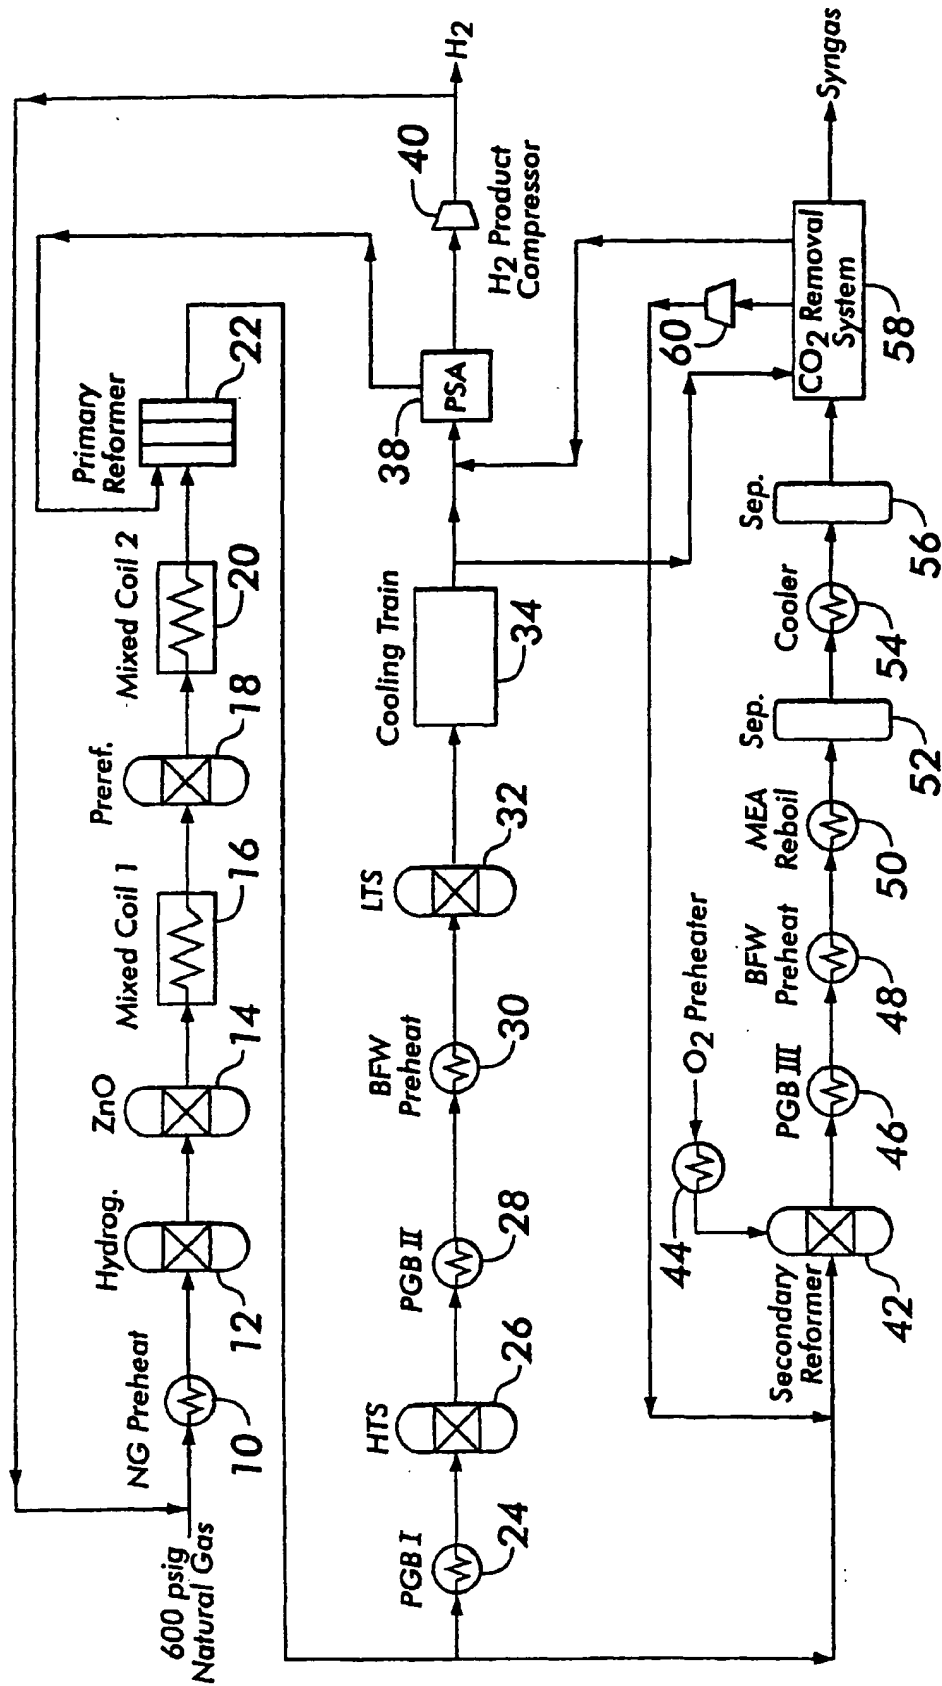 600 psig
Natural Gas
NG Preheat
10
Hydrog.
12
ZnO
14
Mixed Coil 1
16
Preref.
18
Mixed Coil 2
20
Primary
Reformer
22
PGB I
24
HTS
26
PGB II
28
BFW
Preheat
30
LTS
32
Cooling Train
34
38
PSA
40
H2 Product
Compressor
H2
Secondary
Reformer
42
44
O2 Preheater
PGB III
46
BFW
Preheat
48
MEA
Reboil
50
Sep.
52
Cooler
54
Sep.
56
60
CO2 Removal
System
58
Syngas